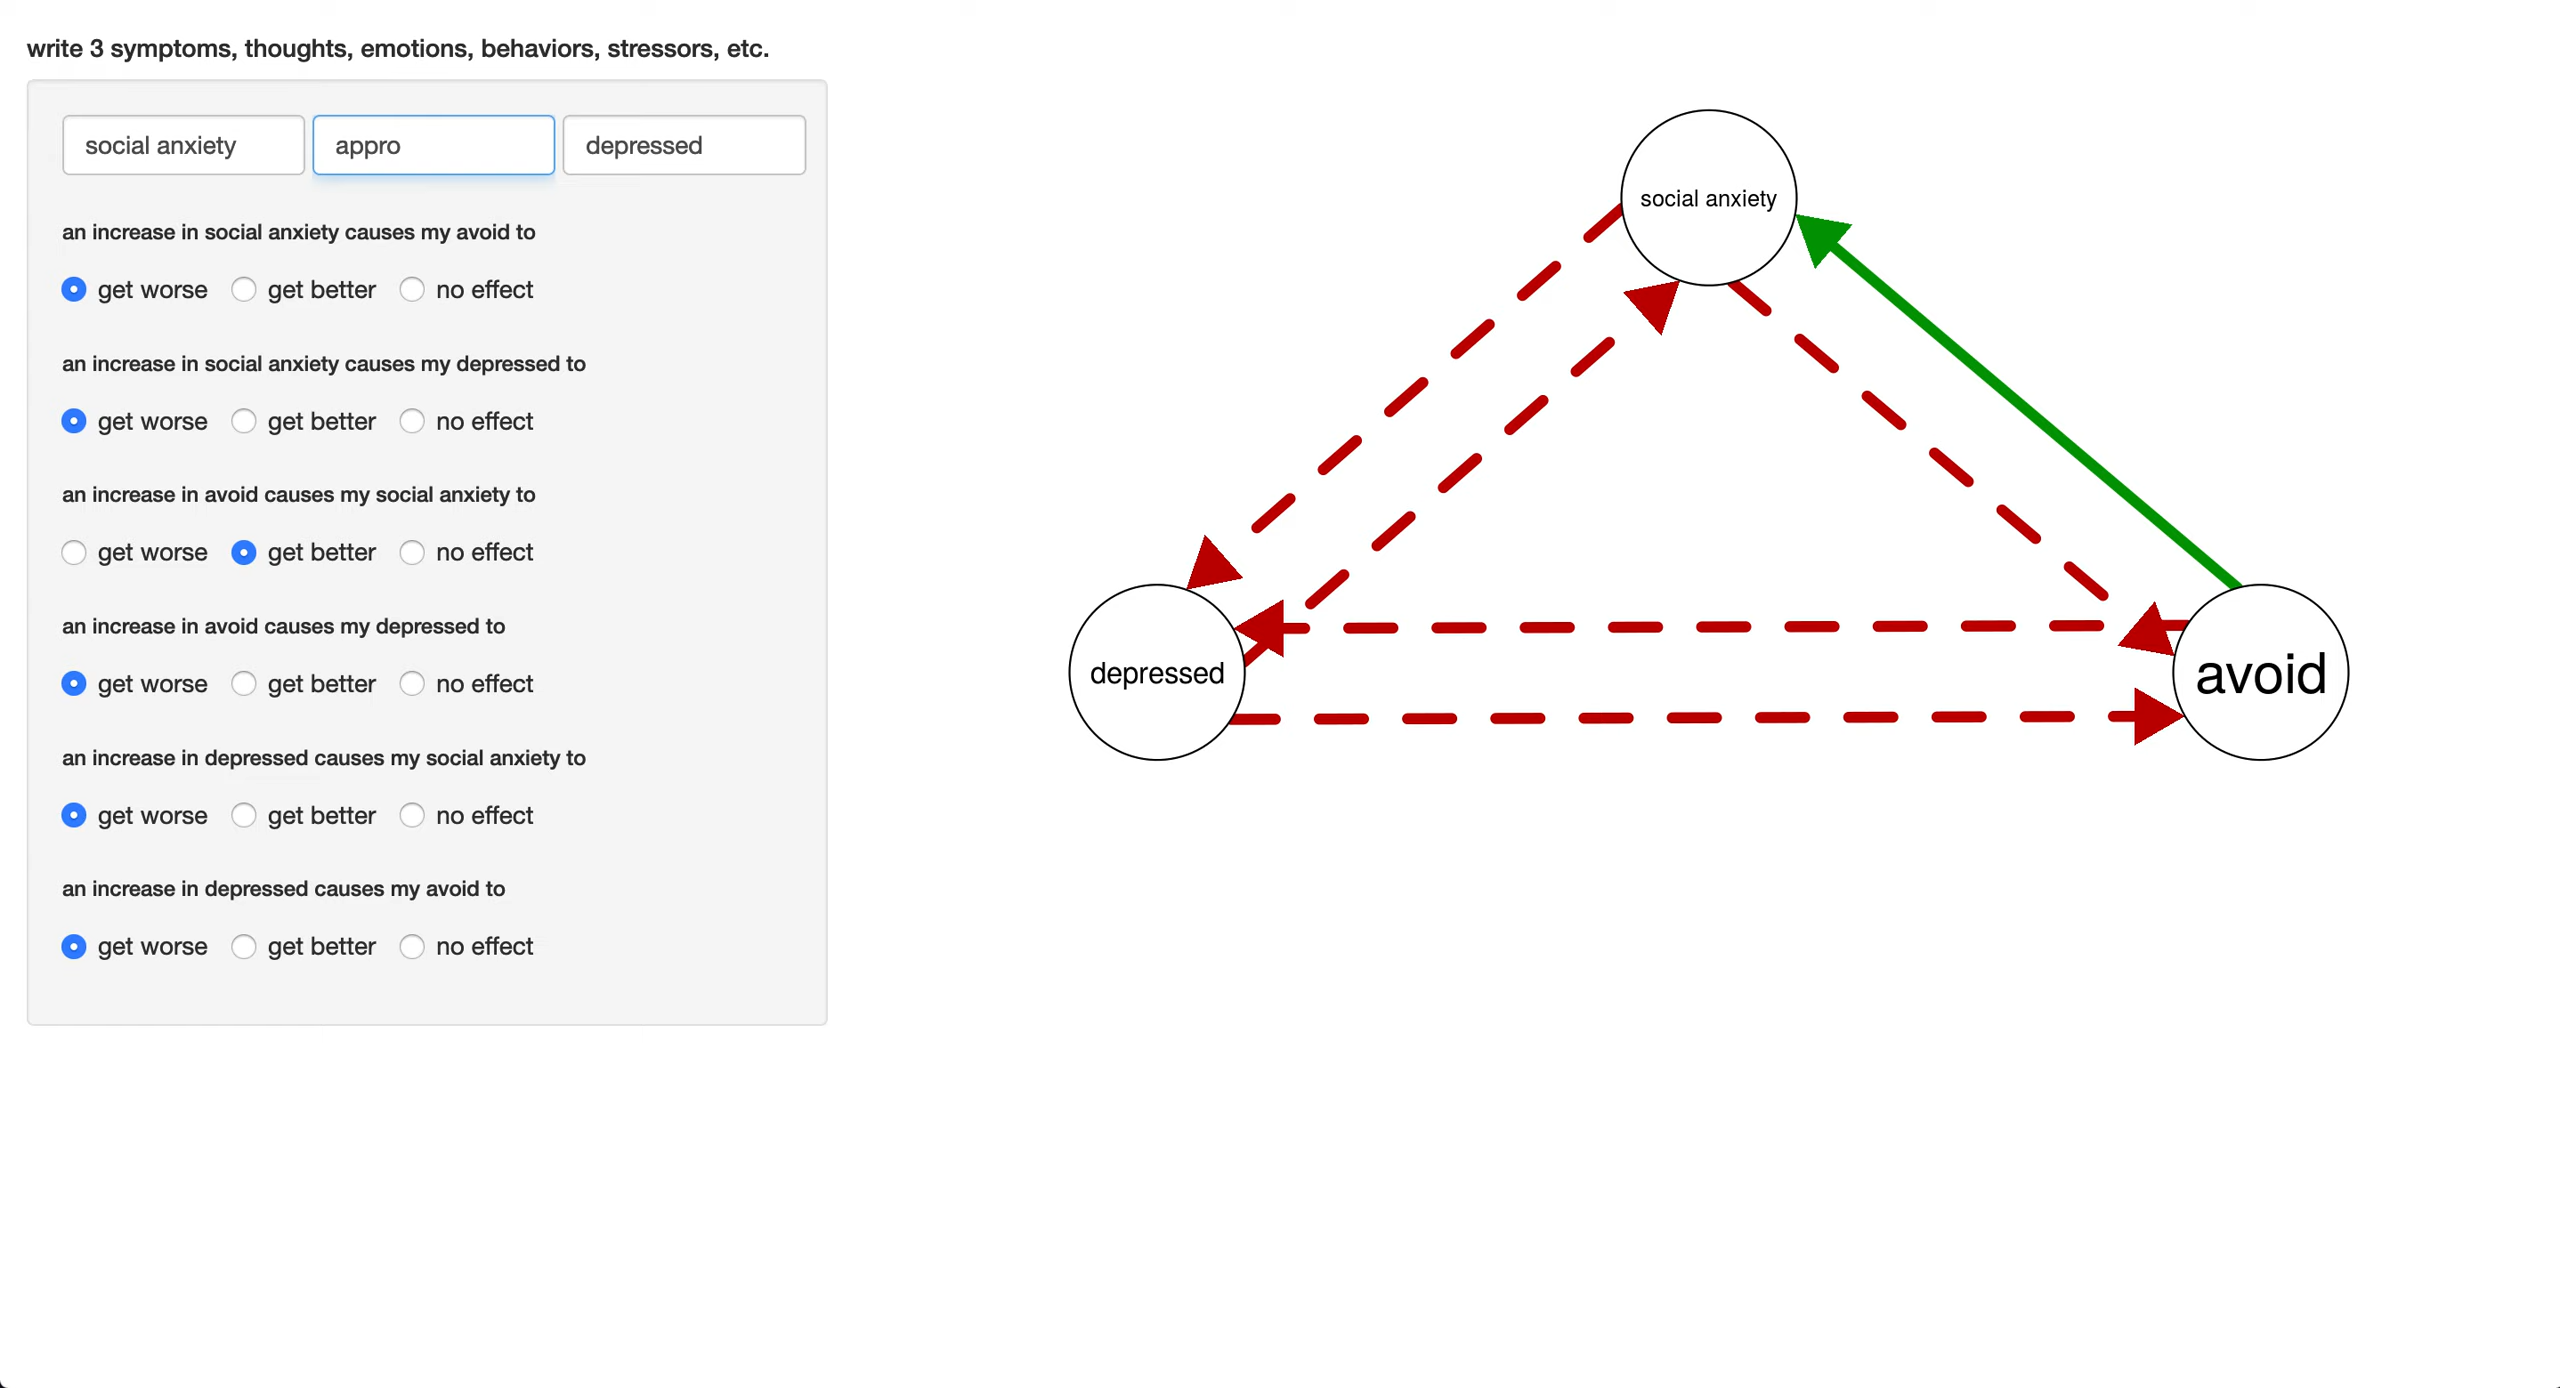 write 3 symptoms, thoughts, emotions, behaviors, stressors, etc.
social anxiety appro depressed
an increase in social anxiety causes my avoid to
get worse get better no effect
an increase in social anxiety causes my depressed to
get worse get better no effect
an increase in avoid causes my social anxiety to
get worse get better no effect
an increase in avoid causes my depressed to
get worse get better no effect
an increase in depressed causes my social anxiety to
get worse get better no effect
an increase in depressed causes my avoid to
get worse get better no effect
social anxiety
depressed
avoid